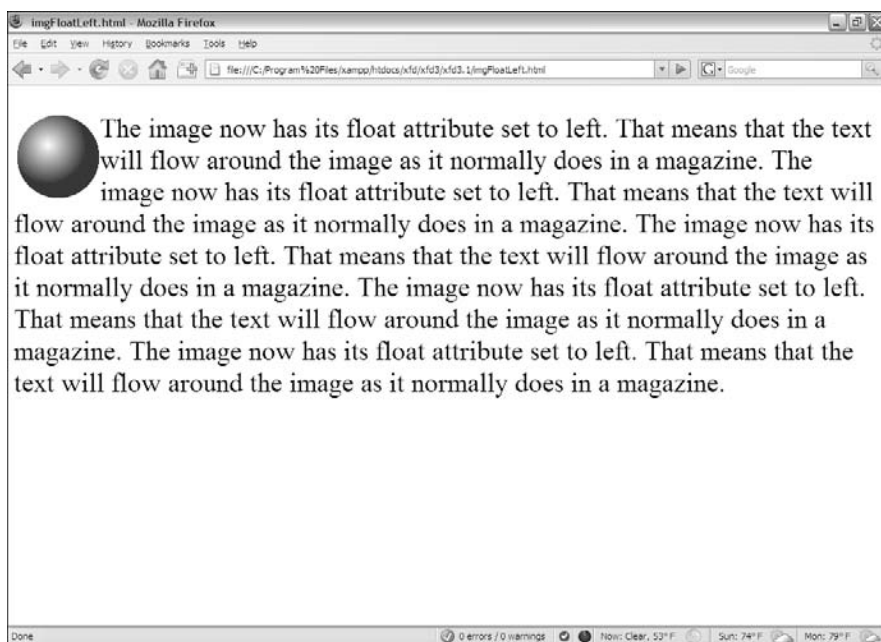 imgFloatLeft.html - Mozilla Firefox
File Edit View History Bookmarks Tools Help
file:///C:/Program%20Files/xampp/htdocs/xfd/xfd3/xfd3.1/imgFloatLeft.html G Google
The image now has its float attribute set to left. That means that the text
will flow around the image as it normally does in a magazine. The
image now has its float attribute set to left. That means that the text will
flow around the image as it normally does in a magazine. The image now has its
float attribute set to left. That means that the text will flow around the image as
it normally does in a magazine. The image now has its float attribute set to left.
That means that the text will flow around the image as it normally does in a
magazine. The image now has its float attribute set to left. That means that the
text will flow around the image as it normally does in a magazine.
Done 0 errors / 0 warnings Now: Clear, 53° F Sun: 74° F Mon: 79° F